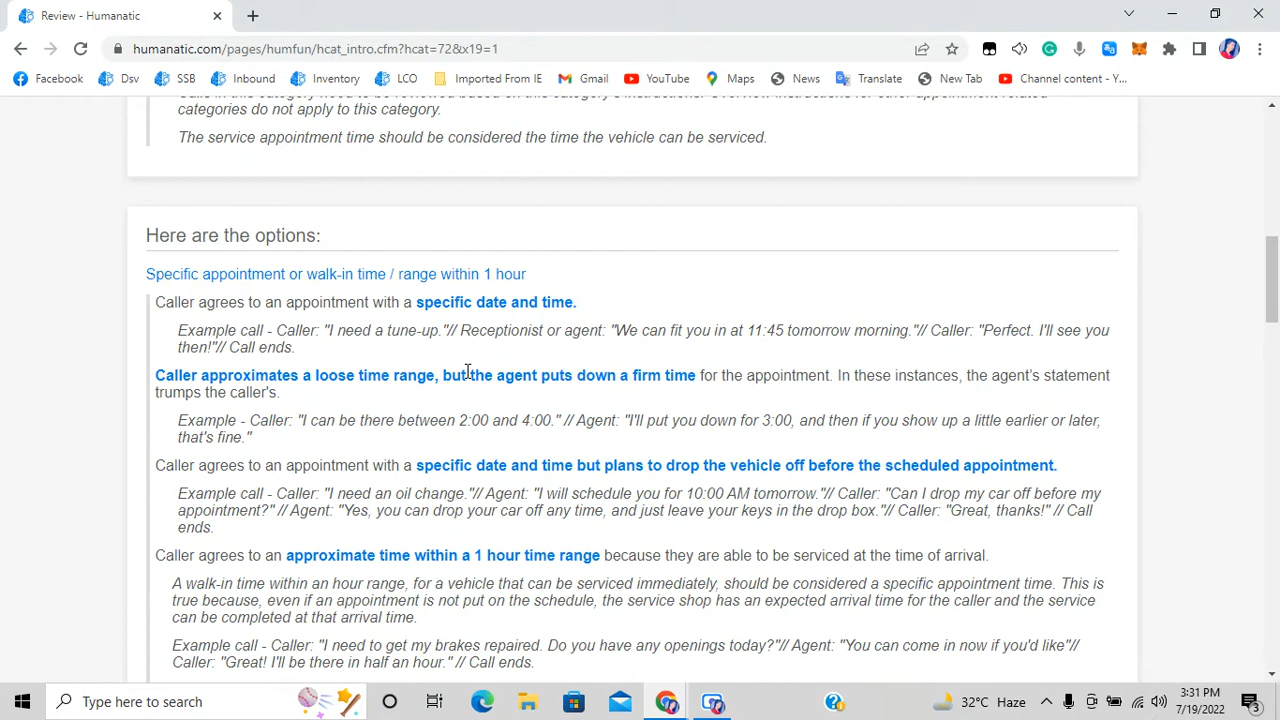 Review - Humanatic
humanatic.com/pages/humfun/hcat_intro.cfm?hcat=72&x19=1
Facebook Dsv SSB Inbound Inventory LCO Imported From IE Gmail YouTube Maps News Translate New Tab Channel content - Y...
categories do not apply to this category.
The service appointment time should be considered the time the vehicle can be serviced.
Here are the options:
Specific appointment or walk-in time / range within 1 hour
Caller agrees to an appointment with a specific date and time.
Example call - Caller: "I need a tune-up."// Receptionist or agent: "We can fit you in at 11:45 tomorrow morning."// Caller: "Perfect. I'll see you
then!"// Call ends.
Caller approximates a loose time range, but the agent puts down a firm time for the appointment. In these instances, the agent's statement
trumps the caller's.
Example - Caller: "I can be there between 2:00 and 4:00." // Agent: "I'll put you down for 3:00, and then if you show up a little earlier or later,
that's fine."
Caller agrees to an appointment with a specific date and time but plans to drop the vehicle off before the scheduled appointment.
Example call - Caller: "I need an oil change."// Agent: "I will schedule you for 10:00 AM tomorrow."// Caller: "Can I drop my car off before my
appointment?" // Agent: "Yes, you can drop your car off any time, and just leave your keys in the drop box."// Caller: "Great, thanks!" // Call
ends.
Caller agrees to an approximate time within a 1 hour time range because they are able to be serviced at the time of arrival.
A walk-in time within an hour range, for a vehicle that can be serviced immediately, should be considered a specific appointment time. This is
true because, even if an appointment is not put on the schedule, the service shop has an expected arrival time for the caller and the service
can be completed at that arrival time.
Example call - Caller: "I need to get my brakes repaired. Do you have any openings today?"// Agent: "You can come in now if you'd like"//
Caller: "Great! I'll be there in half an hour." // Call ends.
Type here to search
32°C Haze
3:31 PM
7/19/2022
3